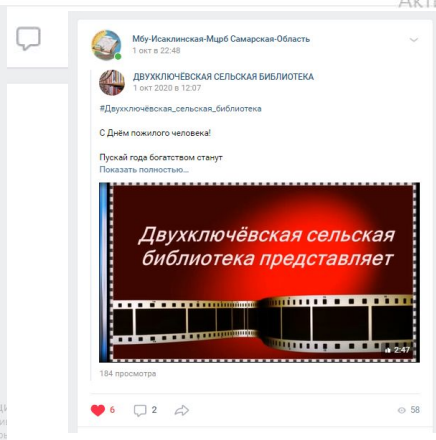 Мбу-Исаклинская-Мцрб Самарская-Область
1 окт в 22:48
ДВУХКЛЮЧЁВСКАЯ СЕЛЬСКАЯ БИБЛИОТЕКА
1 окт 2020 в 12:07
#Двухключёвская_сельская_библиотека
С Днём пожилого человека!
Пускай года богатством станут
Показать полностью...
Двухключёвская сельская
библиотека представляет
2:47
184 просмотра
6 2 58